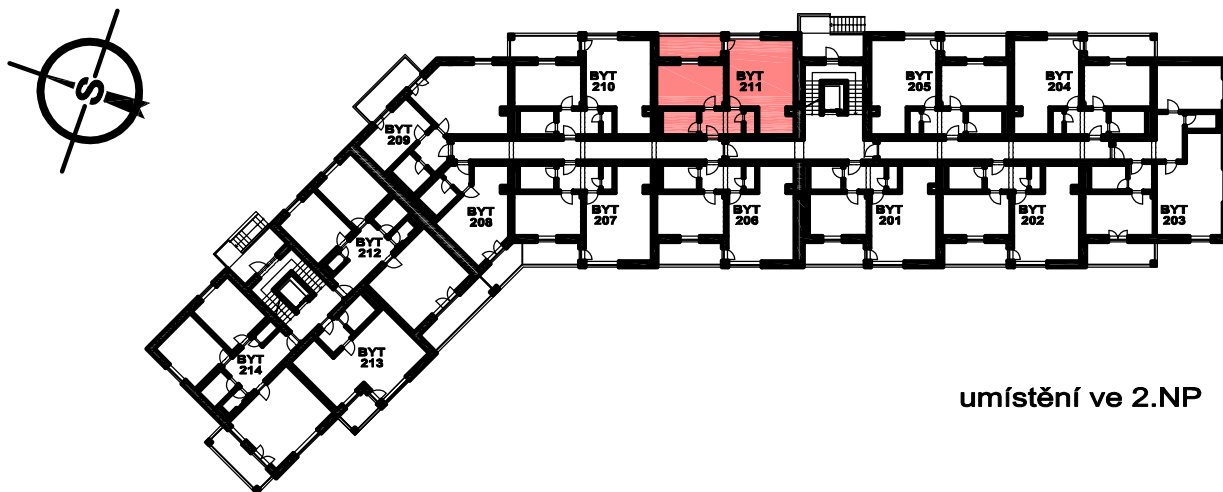 S
BYT
210
BYT
211
BYT
205
BYT
204
BYT
209
BYT
208
BYT
207
BYT
206
BYT
201
BYT
202
BYT
203
BYT
212
BYT
214
BYT
213
umístění ve 2.NP